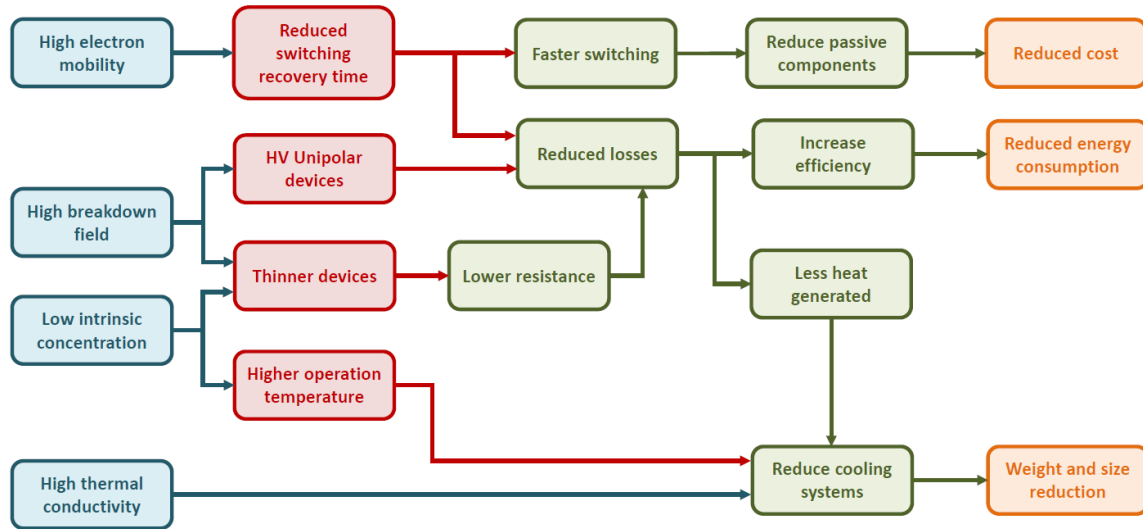 High electron
mobility
Reduced
switching
recovery time
Faster switching
Reduce passive
components
Reduced cost
HV Unipolar
devices
Reduced losses
Increase
efficiency
Reduced energy
consumption
High breakdown
field
Thinner devices
Lower resistance
Less heat
generated
Low intrinsic
concentration
Higher operation
temperature
High thermal
conductivity
Reduce cooling
systems
Weight and size
reduction